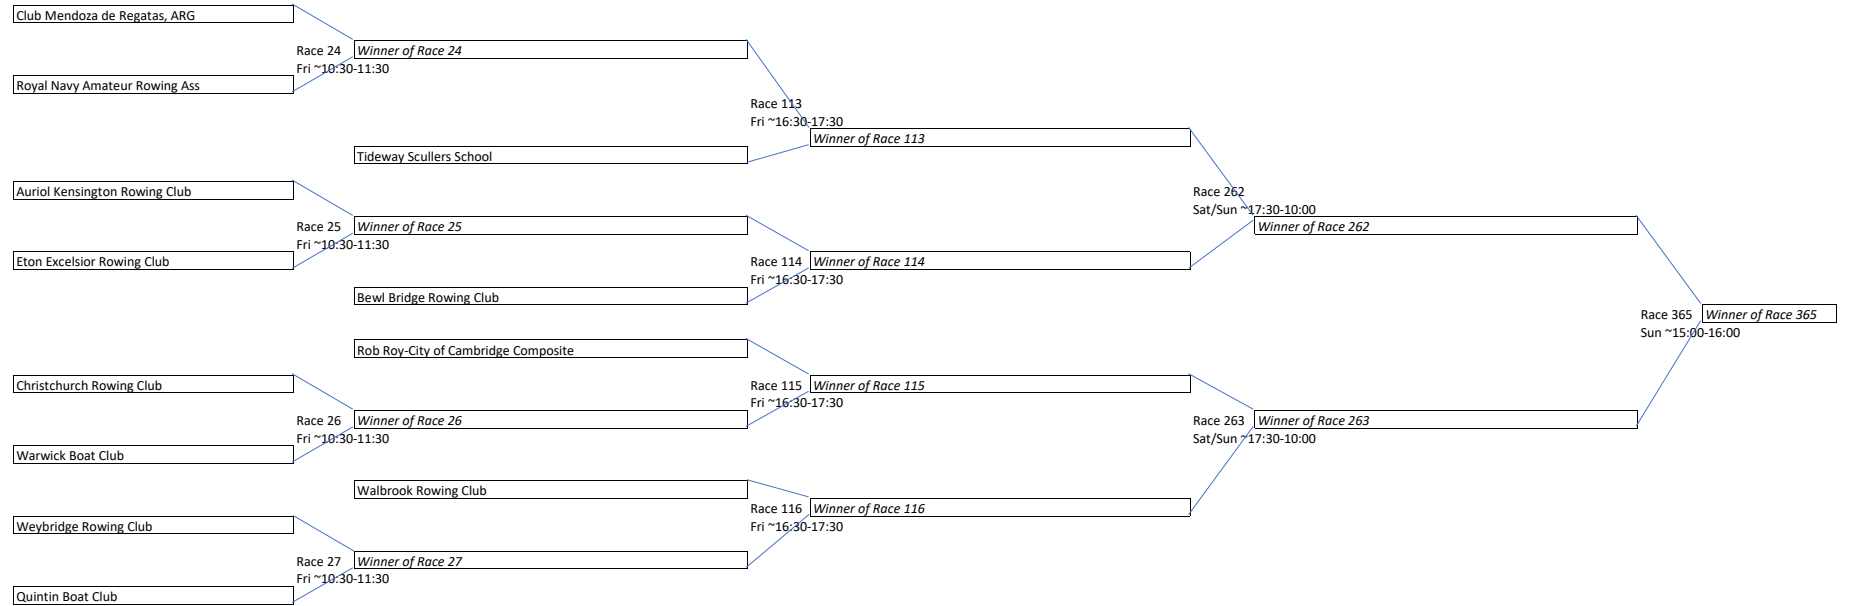 Club Mendoza de Regatas, ARG
Race 24
Winner of Race 24
Fri ~10:30-11:30
Royal Navy Amateur Rowing Ass
Race 113
Fri ~16:30-17:30
Winner of Race 113
Tideway Scullers School
Auriol Kensington Rowing Club
Race 262
Sat/Sun ~17:30-10:00
Race 25
Winner of Race 25
Winner of Race 262
Fri ~10:30-11:30
Eton Excelsior Rowing Club
Race 114
Winner of Race 114
Fri ~16:30-17:30
Bewl Bridge Rowing Club
Race 365
Winner of Race 365
Sun ~15:00-16:00
Rob Roy-City of Cambridge Composite
Christchurch Rowing Club
Race 115
Winner of Race 115
Fri ~16:30-17:30
Race 26
Winner of Race 26
Race 263
Winner of Race 263
Fri ~10:30-11:30
Sat/Sun ~17:30-10:00
Warwick Boat Club
Walbrook Rowing Club
Race 116
Winner of Race 116
Weybridge Rowing Club
Fri ~16:30-17:30
Race 27
Winner of Race 27
Fri ~10:30-11:30
Quintin Boat Club